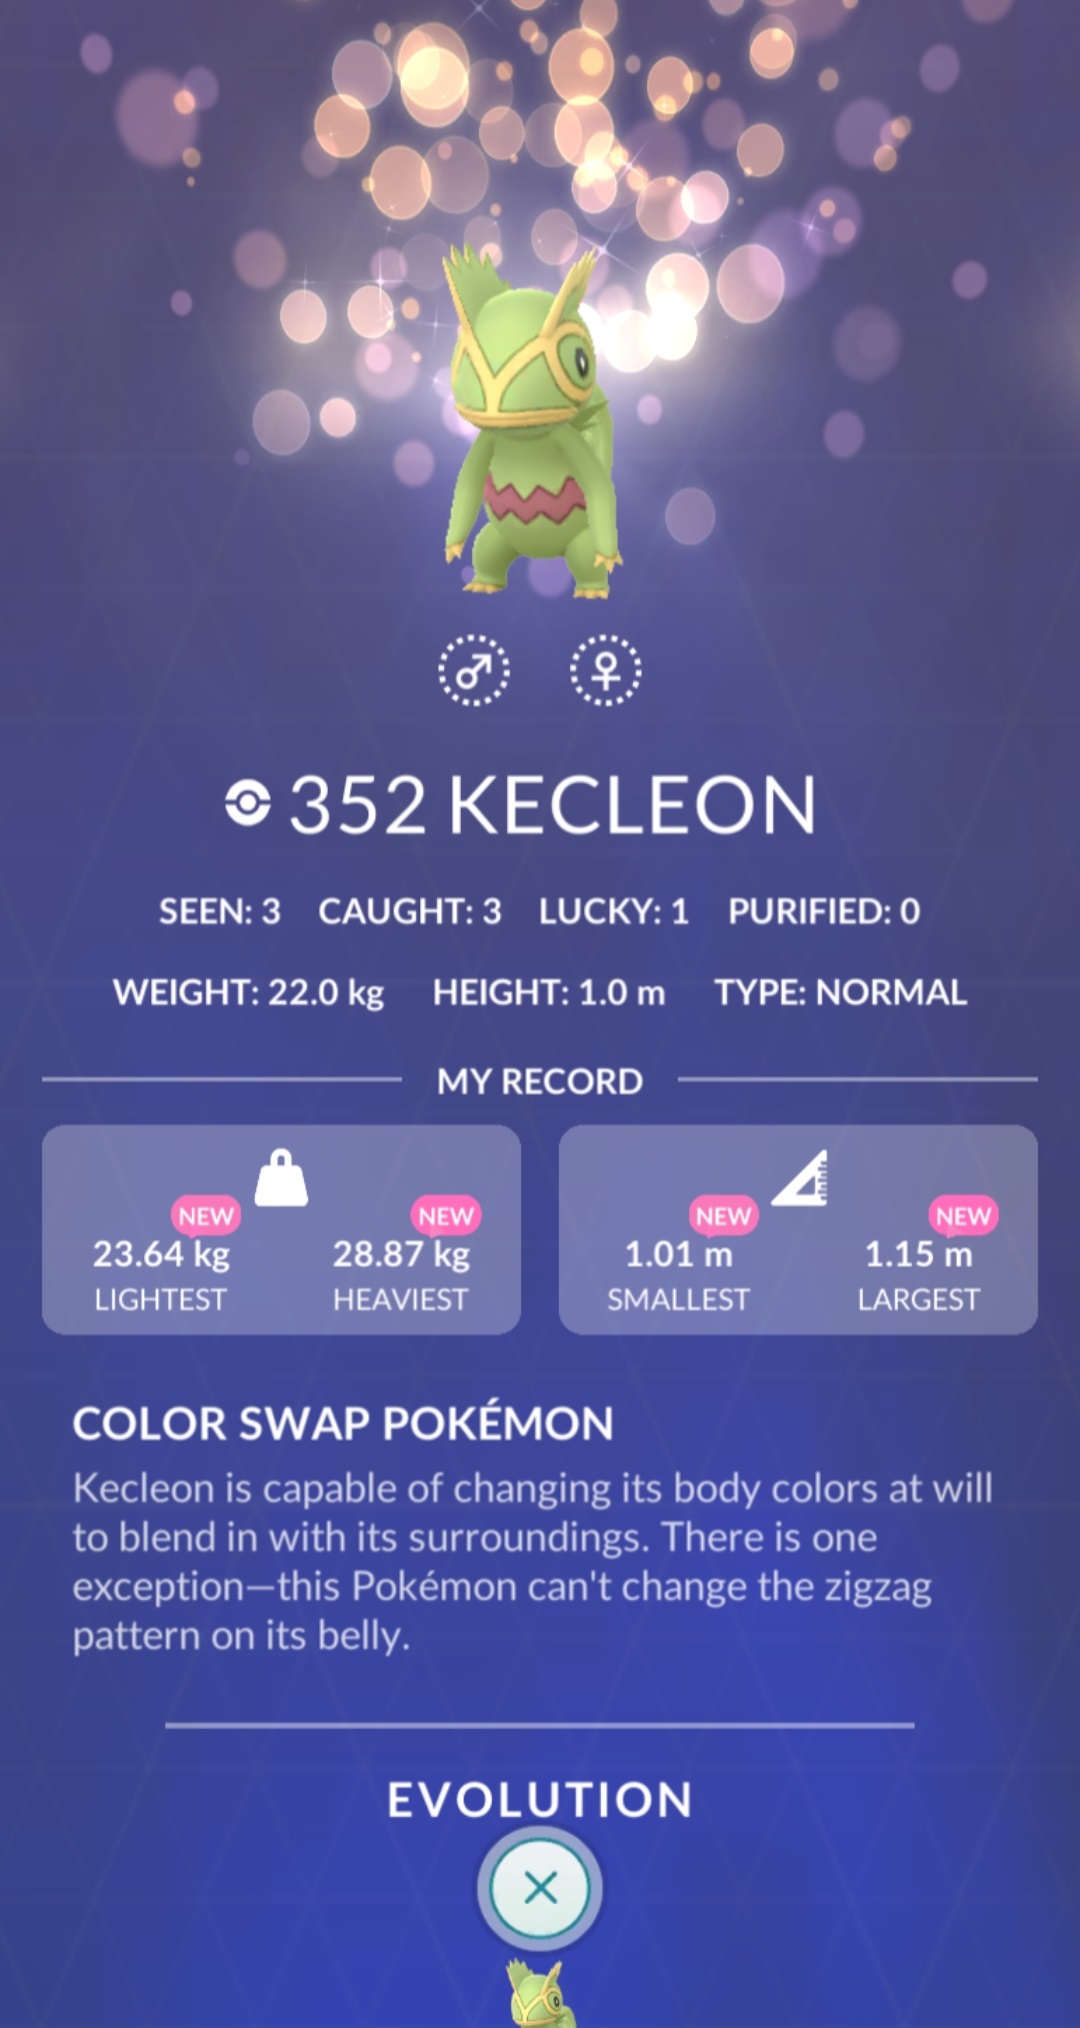 352 KECLEON
SEEN: 3 CAUGHT: 3 LUCKY: 1 PURIFIED: 0
WEIGHT: 22.0 kg HEIGHT: 1.0 m TYPE: NORMAL
MY RECORD
NEW NEW NEW NEW
23.64 kg 28.87 kg 1.01 m 1.15 m
LIGHTEST HEAVIEST SMALLEST LARGEST
COLOR SWAP POKÉMON
Kecleon is capable of changing its body colors at will
to blend in with its surroundings. There is one
exception—this Pokémon can't change the zigzag
pattern on its belly.
EVOLUTION